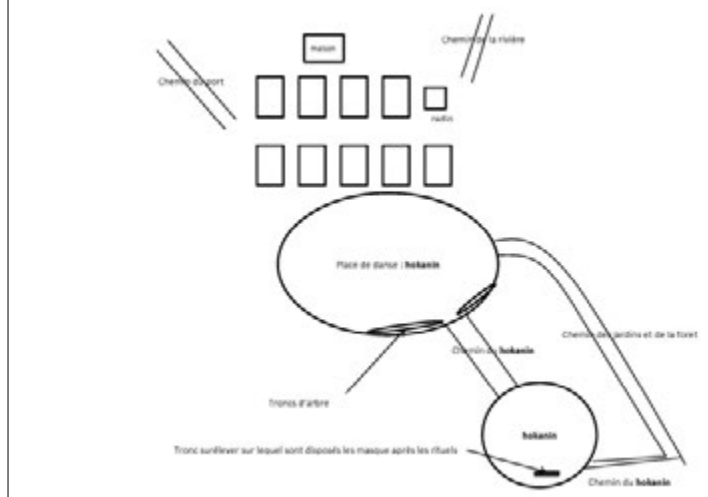 Chemin de la rivière
maison
Chemin du port
radio
Place de danse : hokanin
Chemin des jardins et de la foret
Chemin du hokanin
Troncs d'arbre
hokanin
Tronc surélever sur lequel sont disposés les masque après les rituels
Chemin du hokanin